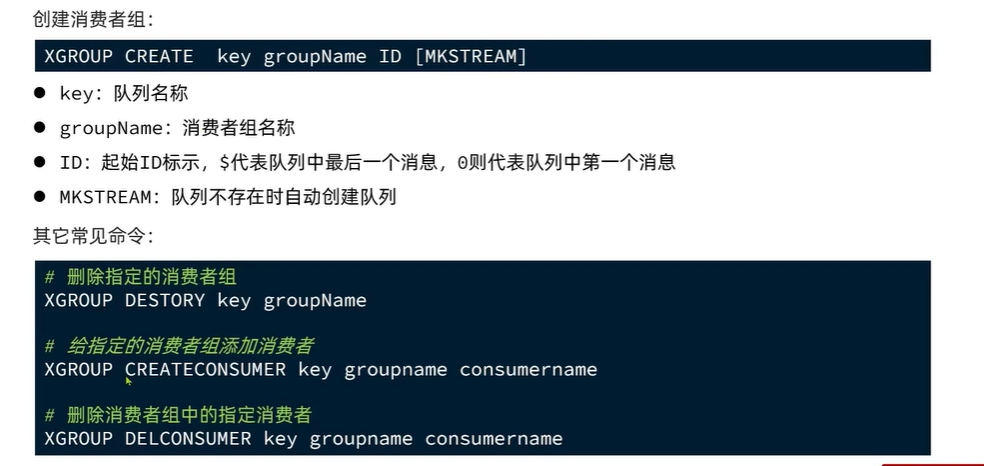 创建消费者组：
XGROUP CREATE  key groupName ID [MKSTREAM]
● key：队列名称
● groupName：消费者组名称
● ID：起始ID标示，$代表队列中最后一个消息，0则代表队列中第一个消息
● MKSTREAM：队列不存在时自动创建队列
其它常见命令：
# 删除指定的消费者组
XGROUP DESTORY key groupName
# 给指定的消费者组添加消费者
XGROUP CREATECONSUMER key groupname consumername
# 删除消费者组中的指定消费者
XGROUP DELCONSUMER key groupname consumername